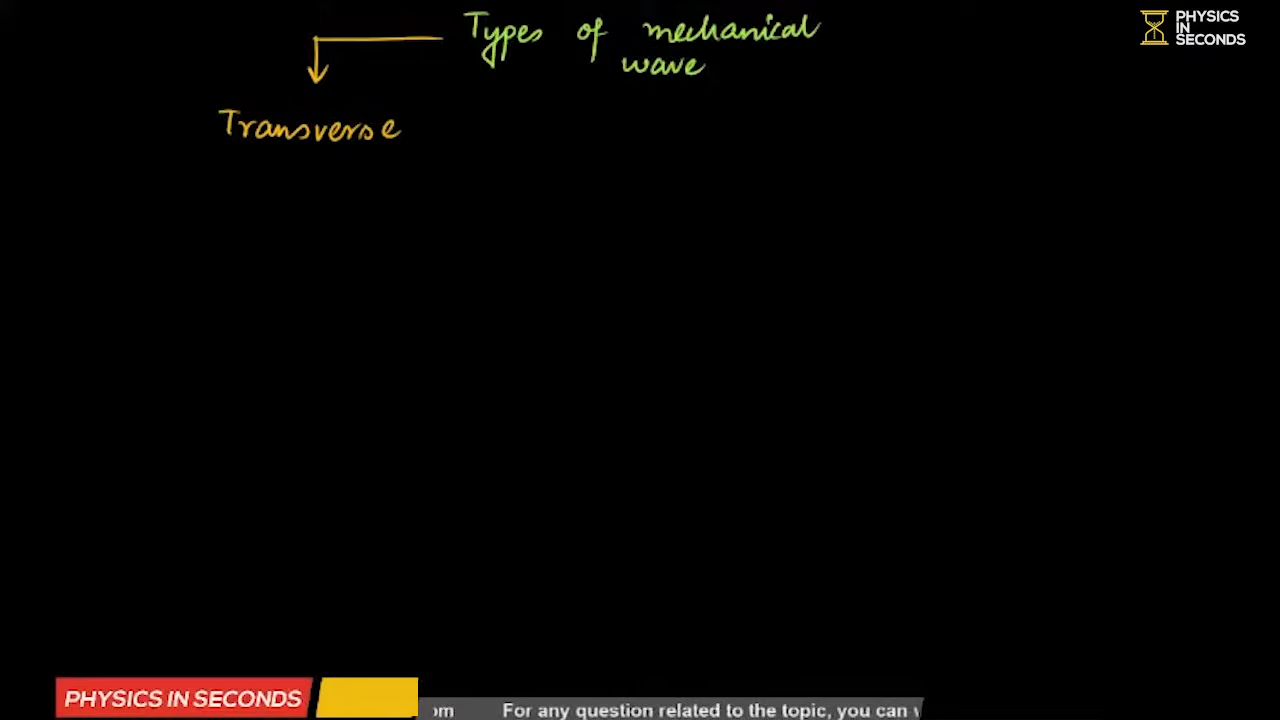 Types of mechanical
wave
Transverse
PHYSICS
IN
SECONDS
PHYSICS IN SECONDS
om For any question related to the topic, you can